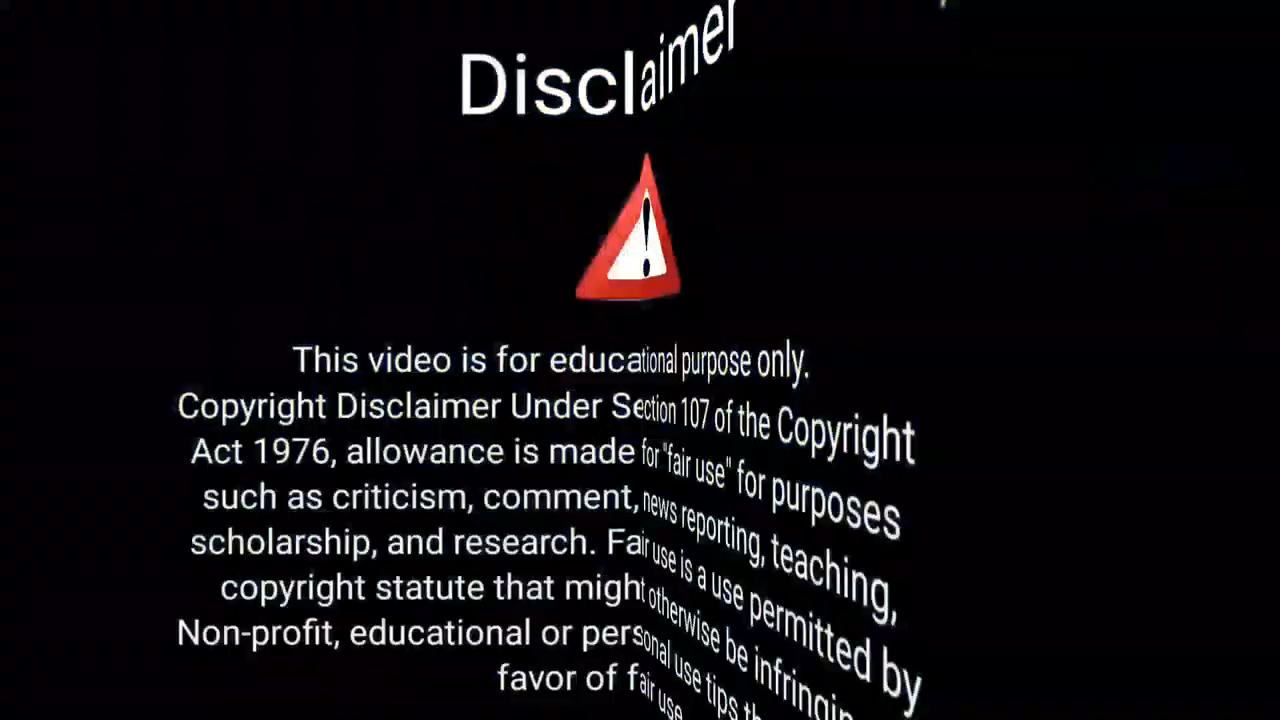 Disclaimer
This video is for educational purpose only.
Copyright Disclaimer Under Section 107 of the Copyright
Act 1976, allowance is made for "fair use" for purposes
such as criticism, comment, news reporting, teaching,
scholarship, and research. Fair use is a use permitted by
copyright statute that might otherwise be
Non-profit, educational or personal use tips
favor of fair use